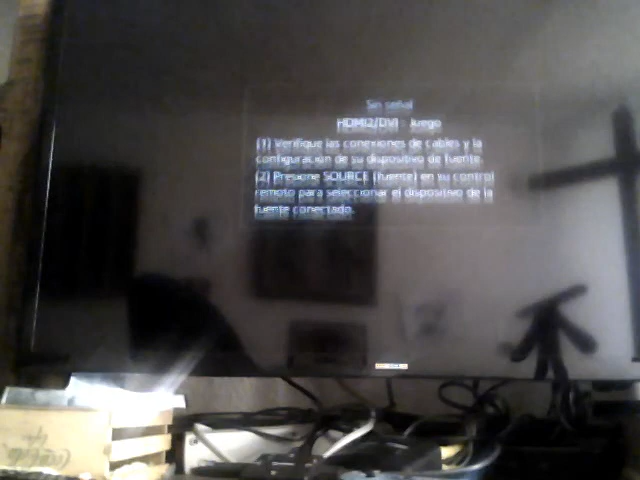 Sin señal
HDMI2/DVI : Juego
(1) Verifique las conexiones de cables y la
configuración de su dispositivo de fuente.
(2) Presione SOURCE (fuente) en su control
remoto para seleccionar el dispositivo de la
fuente conectado.